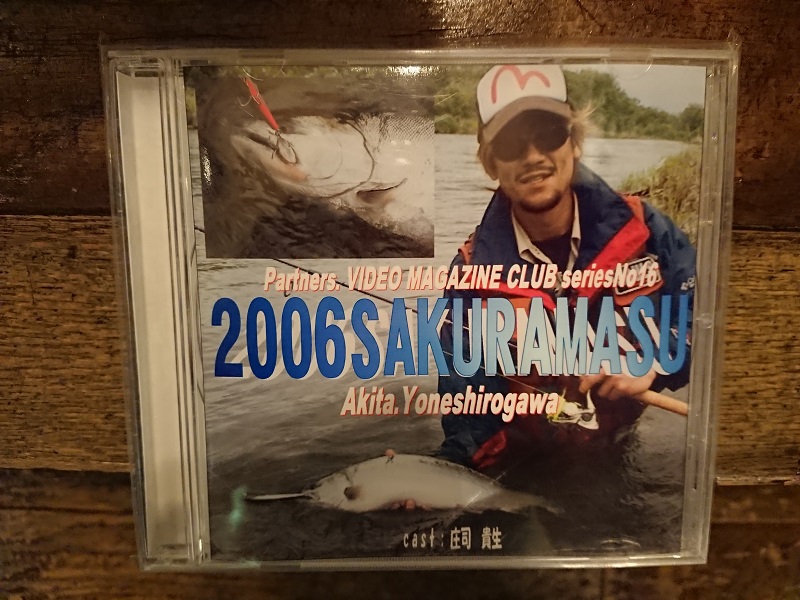 Partners. VIDEO MAGAZINE CLUB seriesNo16
2006SAKURAMASU
Akita.Yoneshirogawa
cast : 庄司 貴生